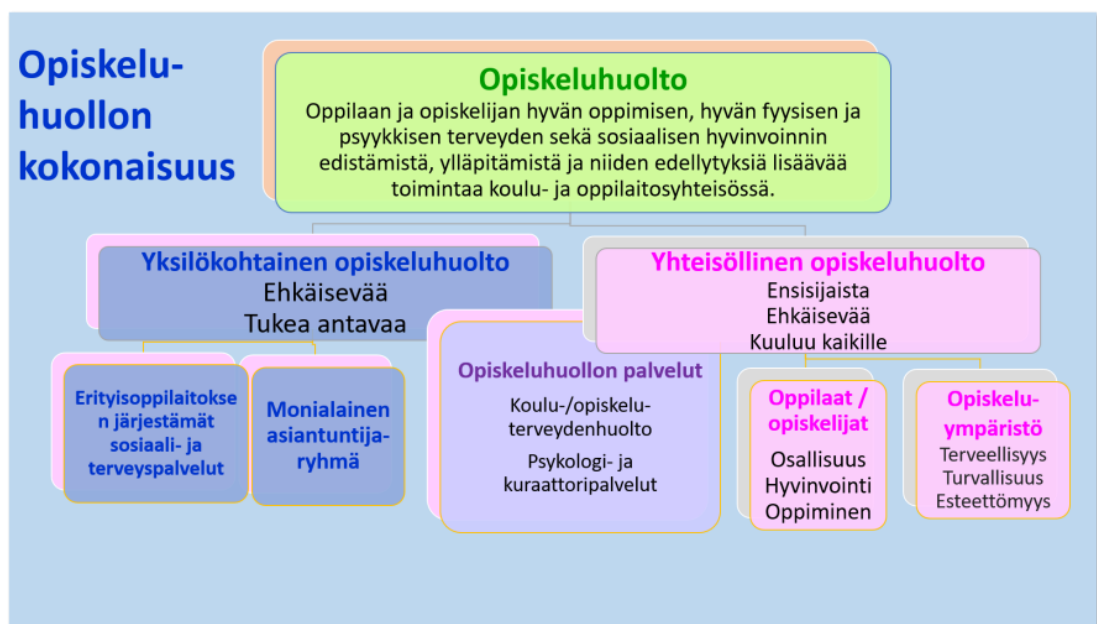 Opiskelu-
huollon
kokonaisuus
Opiskeluhuolto
Oppilaan ja opiskelijan hyvän oppimisen, hyvän fyysisen ja
psyykkisen terveyden sekä sosiaalisen hyvinvoinnin
edistämistä, ylläpitämistä ja niiden edellytyksiä lisäävää
toimintaa koulu- ja oppilaitosyhteisössä.
Yksilökohtainen opiskeluhuolto
Ehkäisevää
Tukea antavaa
Yhteisöllinen opiskeluhuolto
Ensisijaista
Ehkäisevää
Kuuluu kaikille
Erityisoppilaitokse
n järjestämät
sosiaali- ja
terveyspalvelut
Monialainen
asiantuntija-
ryhmä
Opiskeluhuollon palvelut
Koulu-/opiskelu-
terveydenhuolto
Psykologi- ja
kuraattoripalvelut
Oppilaat /
opiskelijat
Osallisuus
Hyvinvointi
Oppiminen
Opiskelu-
ympäristö
Terveellisyys
Turvallisuus
Esteettömyys